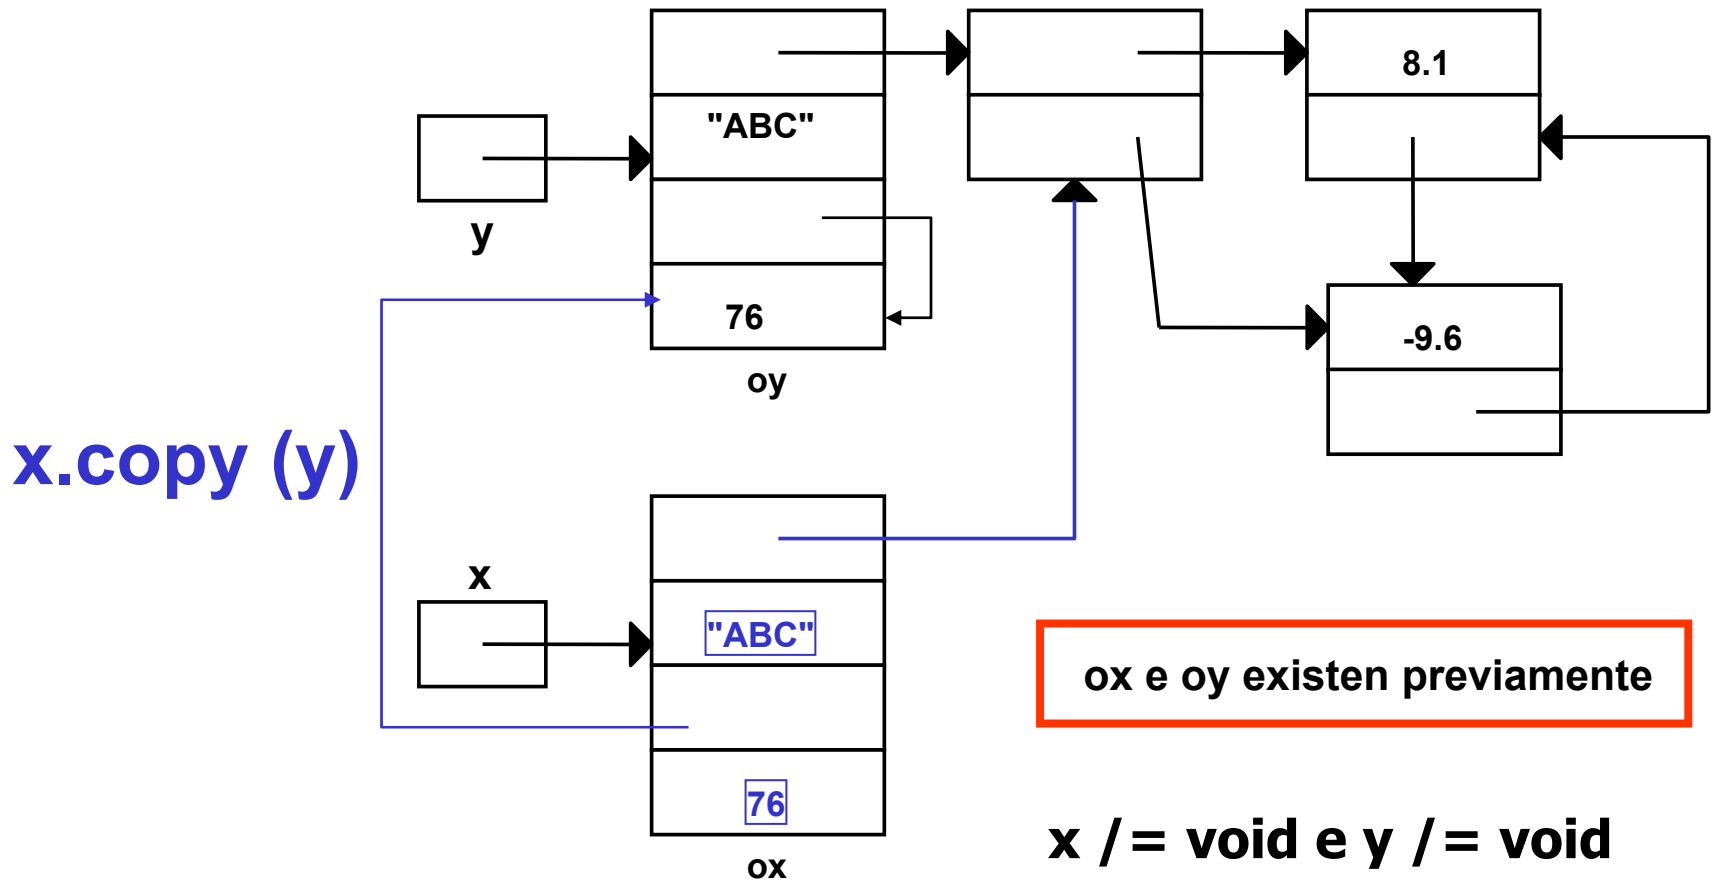 8.1
"ABC"
y
76
-9.6
oy
x.copy (y)
x
"ABC"
ox e oy existen previamente
76
x /= void e y /= void
ox